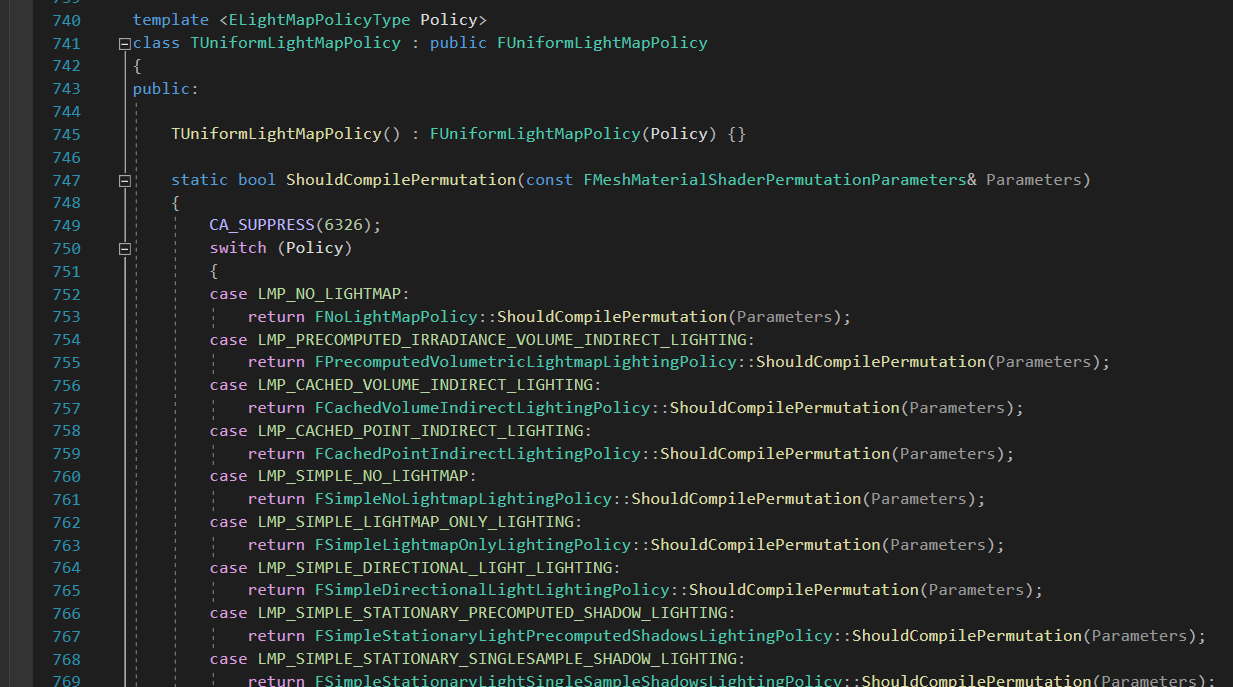 740 template <ELightMapPolicyType Policy>
741 class TUniformLightMapPolicy : public FUniformLightMapPolicy
742 {
743 public:
744
745 TUniformLightMapPolicy() : FUniformLightMapPolicy(Policy) {}
746
747 static bool ShouldCompilePermutation(const FMeshMaterialShaderPermutationParameters& Parameters)
748 {
749 CA_SUPPRESS(6326);
750 switch (Policy)
751 {
752 case LMP_NO_LIGHTMAP:
753 return FNoLightMapPolicy::ShouldCompilePermutation(Parameters);
754 case LMP_PRECOMPUTED_IRRADIANCE_VOLUME_INDIRECT_LIGHTING:
755 return FPrecomputedVolumetricLightmapLightingPolicy::ShouldCompilePermutation(Parameters);
756 case LMP_CACHED_VOLUME_INDIRECT_LIGHTING:
757 return FCachedVolumeIndirectLightingPolicy::ShouldCompilePermutation(Parameters);
758 case LMP_CACHED_POINT_INDIRECT_LIGHTING:
759 return FCachedPointIndirectLightingPolicy::ShouldCompilePermutation(Parameters);
760 case LMP_SIMPLE_NO_LIGHTMAP:
761 return FSimpleNoLightmapLightingPolicy::ShouldCompilePermutation(Parameters);
762 case LMP_SIMPLE_LIGHTMAP_ONLY_LIGHTING:
763 return FSimpleLightmapOnlyLightingPolicy::ShouldCompilePermutation(Parameters);
764 case LMP_SIMPLE_DIRECTIONAL_LIGHT_LIGHTING:
765 return FSimpleDirectionalLightLightingPolicy::ShouldCompilePermutation(Parameters);
766 case LMP_SIMPLE_STATIONARY_PRECOMPUTED_SHADOW_LIGHTING:
767 return FSimpleStationaryLightPrecomputedShadowsLightingPolicy::ShouldCompilePermutation(Parameters);
768 case LMP_SIMPLE_STATIONARY_SINGLESAMPLE_SHADOW_LIGHTING:
769 return FSimpleStationaryLightSingleSampleShadowsLightingPolicy::ShouldCompilePermutation(Parameters);